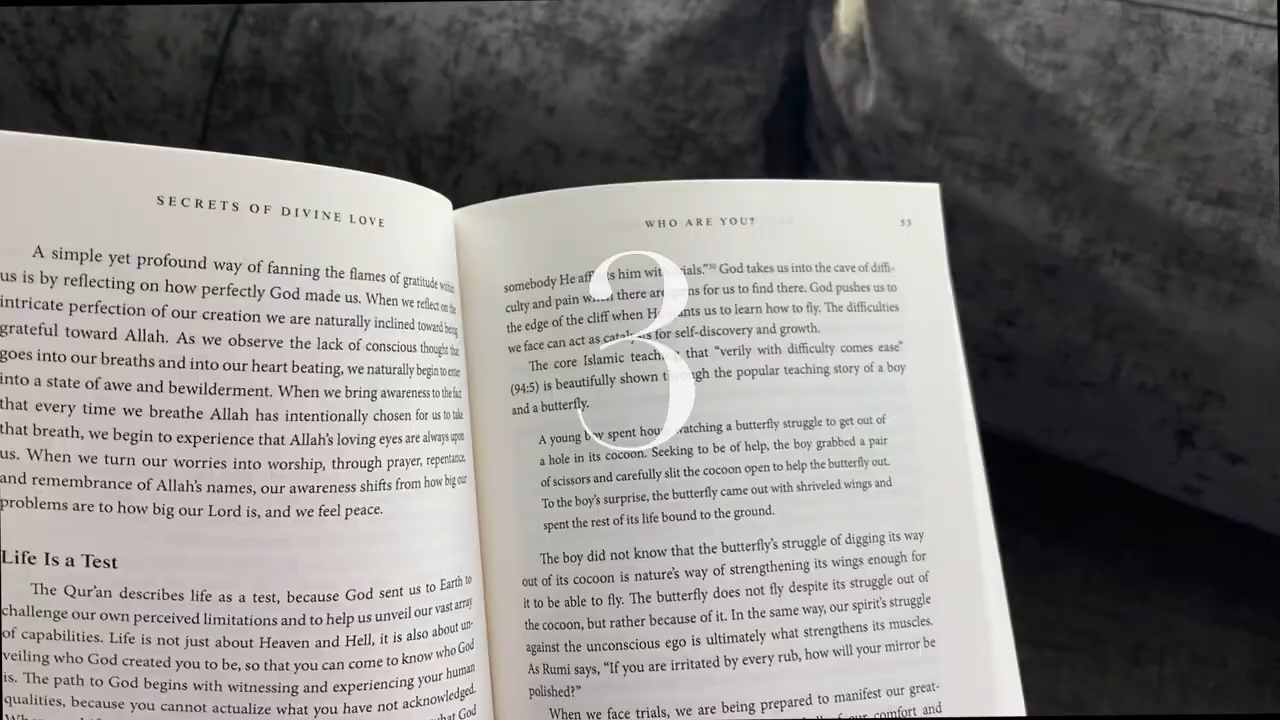 SECRETS OF DIVINE LOVE
A simple yet profound way of fanning the flames of gratitude within
us is by reflecting on how perfectly God made us. When we reflect on the
intricate perfection of our creation we are naturally inclined toward being
grateful toward Allah. As we observe the lack of conscious thought that
goes into our breaths and into our heart beating, we naturally begin to enter
into a state of awe and bewilderment. When we bring awareness to the fact
that every time we breathe Allah has intentionally chosen for us to take
that breath, we begin to experience that Allah's loving eyes are always upon
us. When we turn our worries into worship, through prayer, repentance,
and remembrance of Allah's names, our awareness shifts from how big our
problems are to how big our Lord is, and we feel peace.
Life Is a Test
The Qur'an describes life as a test, because God sent us to Earth to
challenge our own perceived limitations and to help us unveil our vast array
of capabilities. Life is not just about Heaven and Hell, it is also about un-
veiling who God created you to be, so that you can come to know who God
is. The path to God begins with witnessing and experiencing your human
qualities, because you cannot actualize what you have not acknowledged.
God
WHO ARE YOU? 53
somebody He afflicts him with trials."30 God takes us into the cave of diffi-
culty and pain when there are gems for us to find there. God pushes us to
the edge of the cliff when He wants us to learn how to fly. The difficulties
we face can act as catalysts for self-discovery and growth.
The core Islamic teaching that "verily with difficulty comes ease"
(94:5) is beautifully shown through the popular teaching story of a boy
and a butterfly.
A young boy spent hours watching a butterfly struggle to get out of
a hole in its cocoon. Seeking to be of help, the boy grabbed a pair
of scissors and carefully slit the cocoon open to help the butterfly out.
To the boy's surprise, the butterfly came out with shriveled wings and
spent the rest of its life bound to the ground.
The boy did not know that the butterfly's struggle of digging its way
out of its cocoon is nature's way of strengthening its wings enough for
it to be able to fly. The butterfly does not fly despite its struggle out of
the cocoon, but rather because of it. In the same way, our spirit's struggle
against the unconscious ego is ultimately what strengthens its muscles.
As Rumi says, "If you are irritated by every rub, how will your mirror be
polished?"
When we face trials, we are being prepared to manifest our great-
comfort and
3